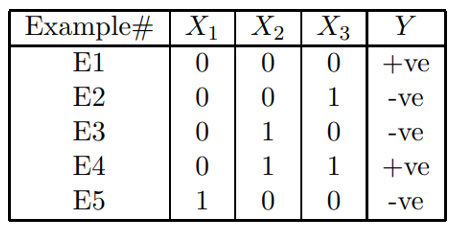 Example# X1 X2 X3 Y
E1 0 0 0 +ve
E2 0 0 1 -ve
E3 0 1 0 -ve
E4 0 1 1 +ve
E5 1 0 0 -ve